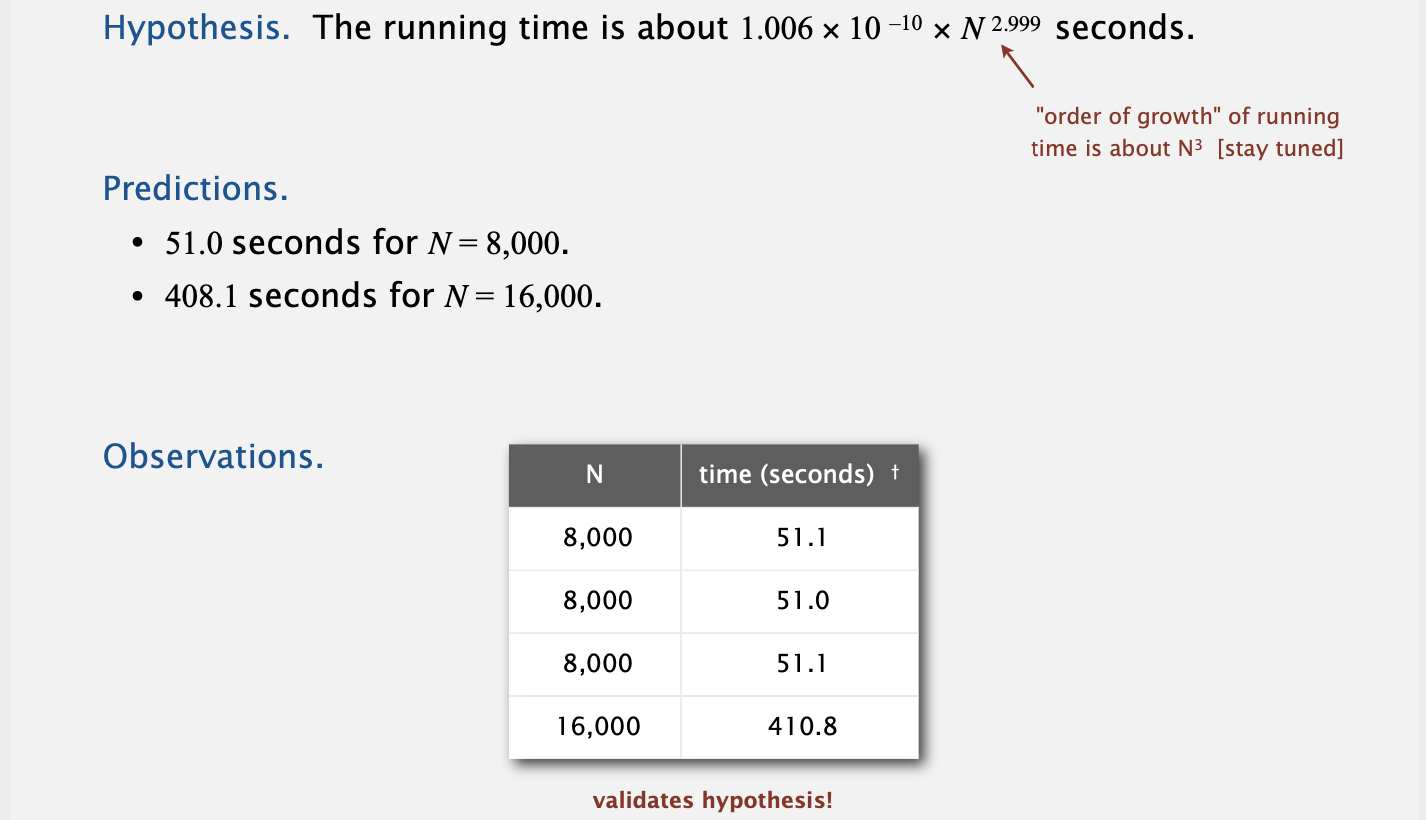 Hypothesis. The running time is about 1.006 × 10 –10 × N 2.999 seconds.
"order of growth" of running
time is about N3 [stay tuned]
Predictions.
• 51.0 seconds for N = 8,000.
• 408.1 seconds for N = 16,000.
Observations.
N time (seconds) †
8,000 51.1
8,000 51.0
8,000 51.1
16,000 410.8
validates hypothesis!